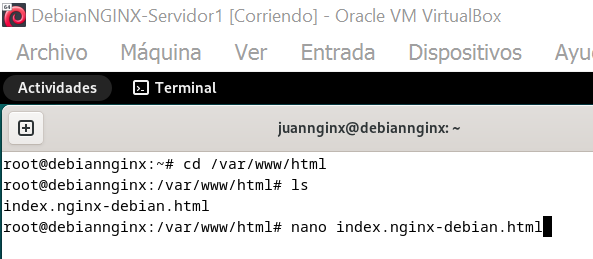 64
DebianNGINX-Servidor1 [Corriendo] - Oracle VM VirtualBox
Archivo Máquina Ver Entrada Dispositivos Ayu
Actividades Terminal
juannginx@debiannginx: ~
root@debiannginx:~# cd /var/www/html
root@debiannginx:/var/www/html# ls
index.nginx-debian.html
root@debiannginx:/var/www/html# nano index.nginx-debian.html